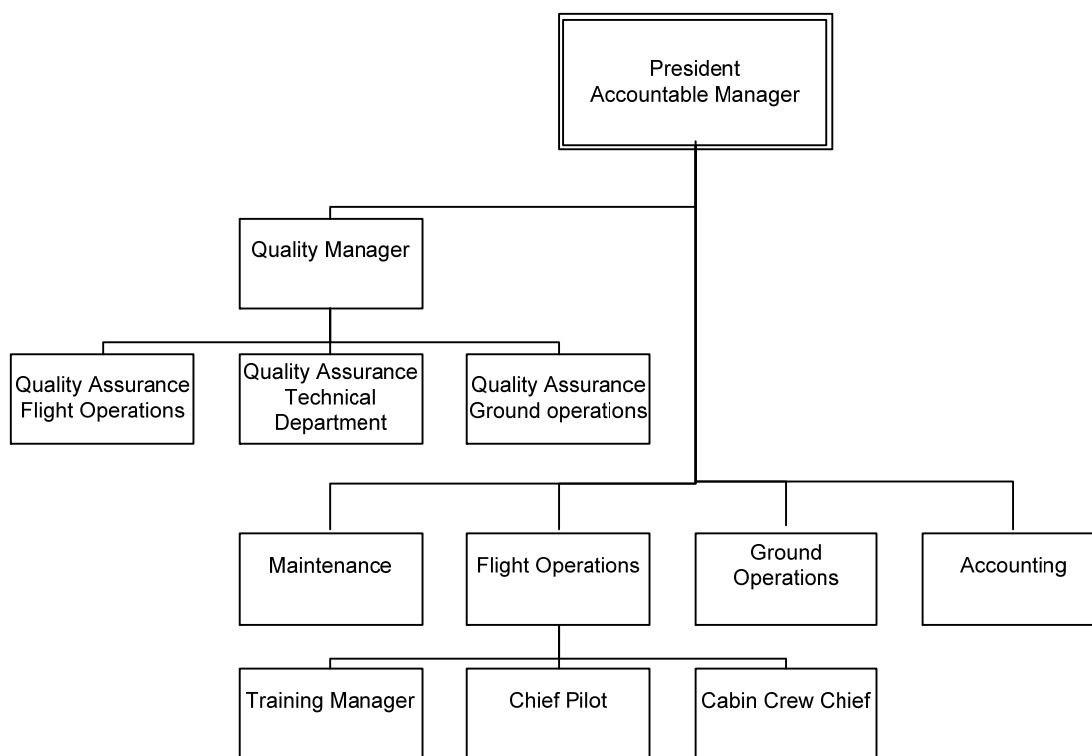 President
Accountable Manager
Quality Manager
Quality Assurance
Flight Operations
Quality Assurance
Technical
Department
Quality Assurance
Ground operations
Maintenance
Flight Operations
Ground
Operations
Accounting
Training Manager
Chief Pilot
Cabin Crew Chief